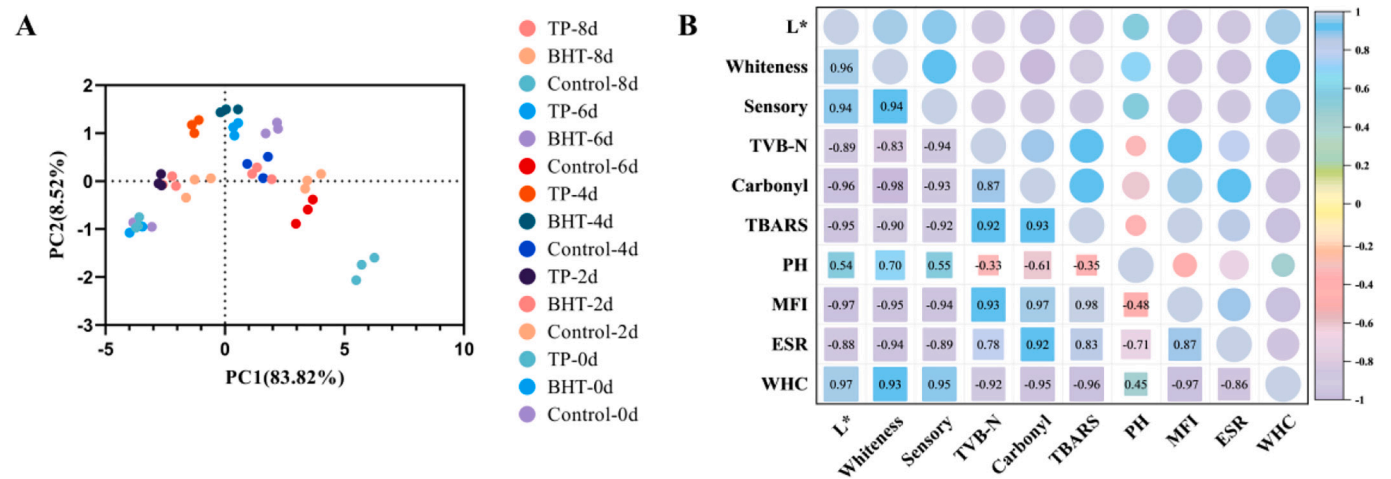 A
TP-8d
BHT-8d
Control-8d
TP-6d
BHT-6d
Control-6d
TP-4d
BHT-4d
Control-4d
TP-2d
BHT-2d
Control-2d
TP-0d
BHT-0d
Control-0d
PC2(8.52%)
2
1
0
-1
-2
-3
-5 0 5 10
PC1(83.82%)
B
L*
Whiteness 0.96
Sensory 0.94 0.94
TVB-N -0.89 -0.83 -0.94
Carbonyl -0.96 -0.98 -0.93 0.87
TBARS -0.95 -0.90 -0.92 0.92 0.93
PH 0.54 0.70 0.55 -0.33 -0.61 -0.35
MFI -0.97 -0.95 -0.94 0.93 0.97 0.98 -0.48
ESR -0.88 -0.94 -0.89 0.78 0.92 0.83 -0.71 0.87
WHC 0.97 0.93 0.95 -0.92 -0.95 -0.96 0.45 -0.97 -0.86
L* Whiteness Sensory TVB-N Carbonyl TBARS PH MFI ESR WHC
1
0.8
0.6
0.4
0.2
0
-0.2
-0.4
-0.6
-0.8
-1